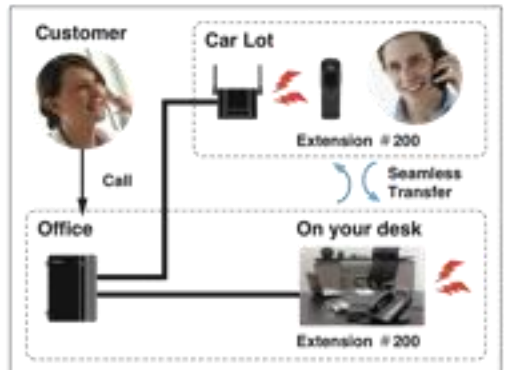 Customer
Car Lot
Extension #200
Call
Seamless
Transfer
Office
On your desk
Extension #200